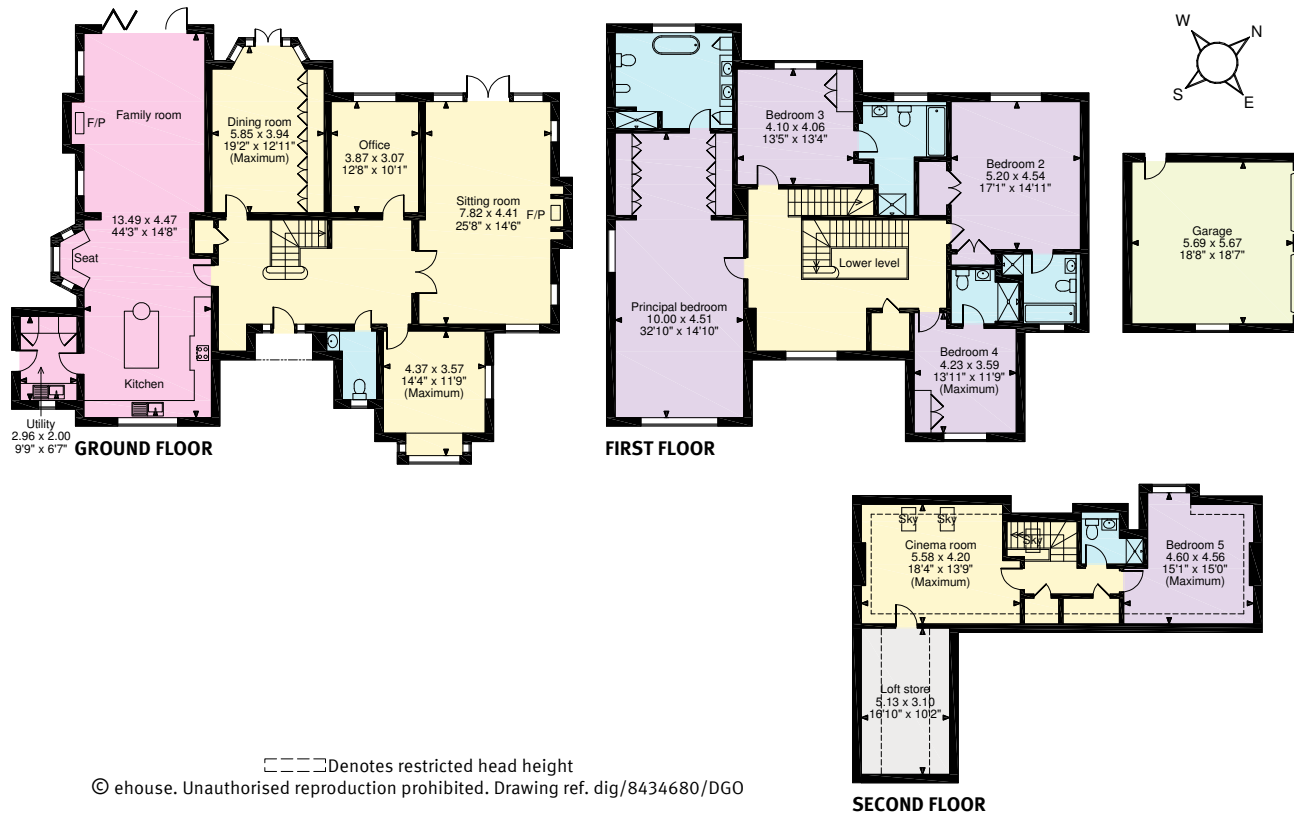 Family room
F/P
13.49 x 4.47
44'3" x 14'8"
Seat
Kitchen
Utility
2.96 x 2.00
9'9" x 6'7"
Dining room
5.85 x 3.94
19'2" x 12'11"
(Maximum)
Office
3.87 x 3.07
12'8" x 10'1"
Sitting room
7.82 x 4.41
25'8" x 14'6"
F/P
4.37 x 3.57
14'4" x 11'9"
(Maximum)
GROUND FLOOR
Bedroom 3
4.10 x 4.06
13'5" x 13'4"
Bedroom 2
5.20 x 4.54
17'1" x 14'11"
Lower level
Principal bedroom
10.00 x 4.51
32'10" x 14'10"
Bedroom 4
4.23 x 3.59
13'11" x 11'9"
(Maximum)
FIRST FLOOR
W
N
S
E
Garage
5.69 x 5.67
18'8" x 18'7"
Sky
Sky
Sky
Cinema room
5.58 x 4.20
18'4" x 13'9"
(Maximum)
Bedroom 5
4.60 x 4.56
15'1" x 15'0"
(Maximum)
Loft store
5.13 x 3.10
16'10" x 10'2"
SECOND FLOOR
Denotes restricted head height
© ehouse. Unauthorised reproduction prohibited. Drawing ref. dig/8434680/DGO